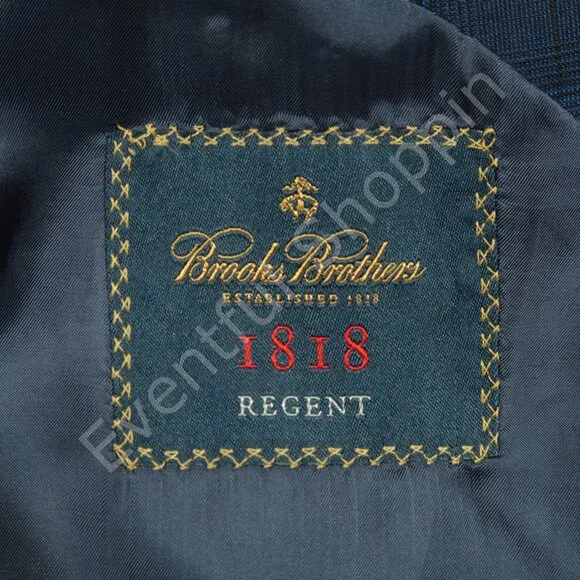 Brooks Brothers
ESTABLISHED 1818
1818
REGENT
Eventful Shoppin